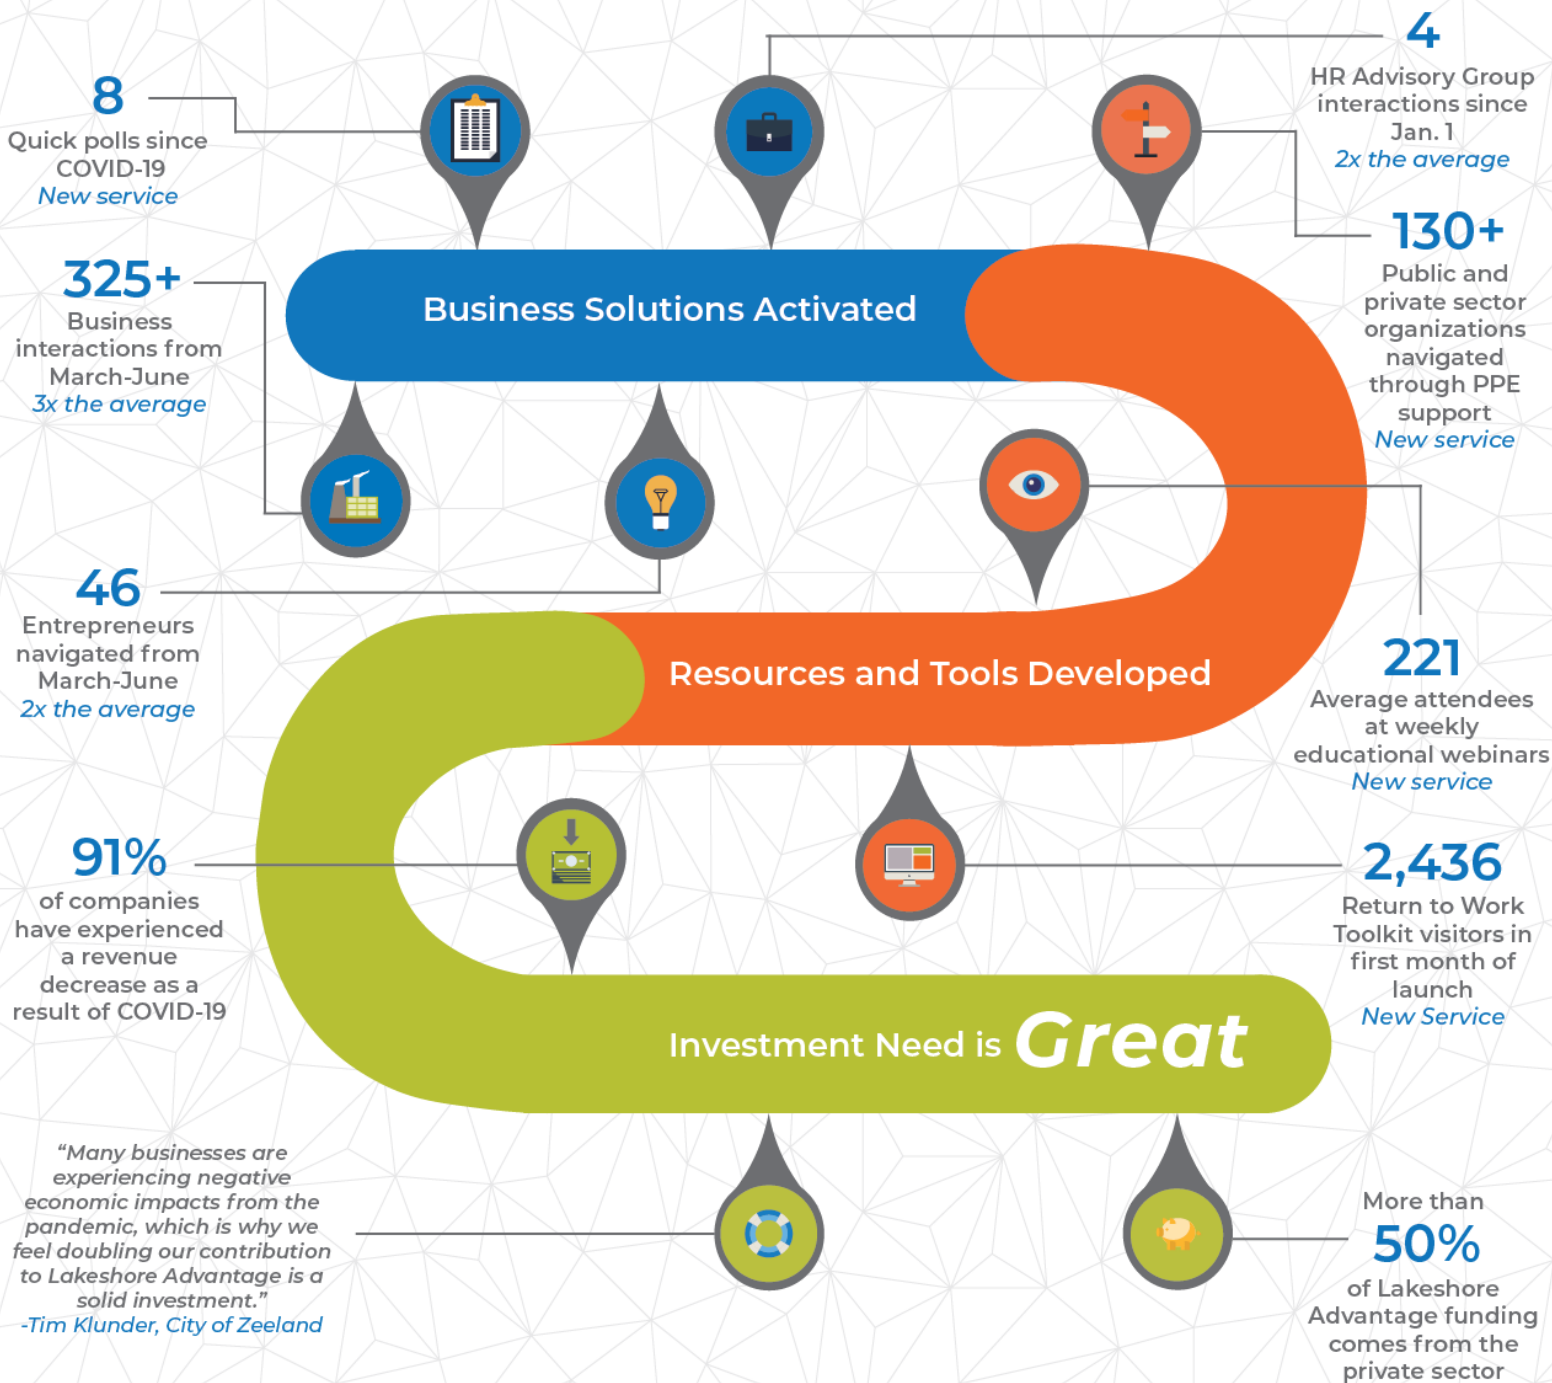 8
Quick polls since
COVID-19
New service
4
HR Advisory Group
interactions since
Jan. 1
2x the average
130+
Public and
private sector
organizations
navigated
through PPE
support
New service
325+
Business
interactions from
March-June
3x the average
Business Solutions Activated
46
Entrepreneurs
navigated from
March-June
2x the average
Resources and Tools Developed
221
Average attendees
at weekly
educational webinars
New service
91%
of companies
have experienced
a revenue
decrease as a
result of COVID-19
2,436
Return to Work
Toolkit visitors in
first month of
launch
New Service
Investment Need is Great
“Many businesses are
experiencing negative
economic impacts from the
pandemic, which is why we
feel doubling our contribution
to Lakeshore Advantage is a
solid investment.”
-Tim Klunder, City of Zeeland
More than
50%
of Lakeshore
Advantage funding
comes from the
private sector